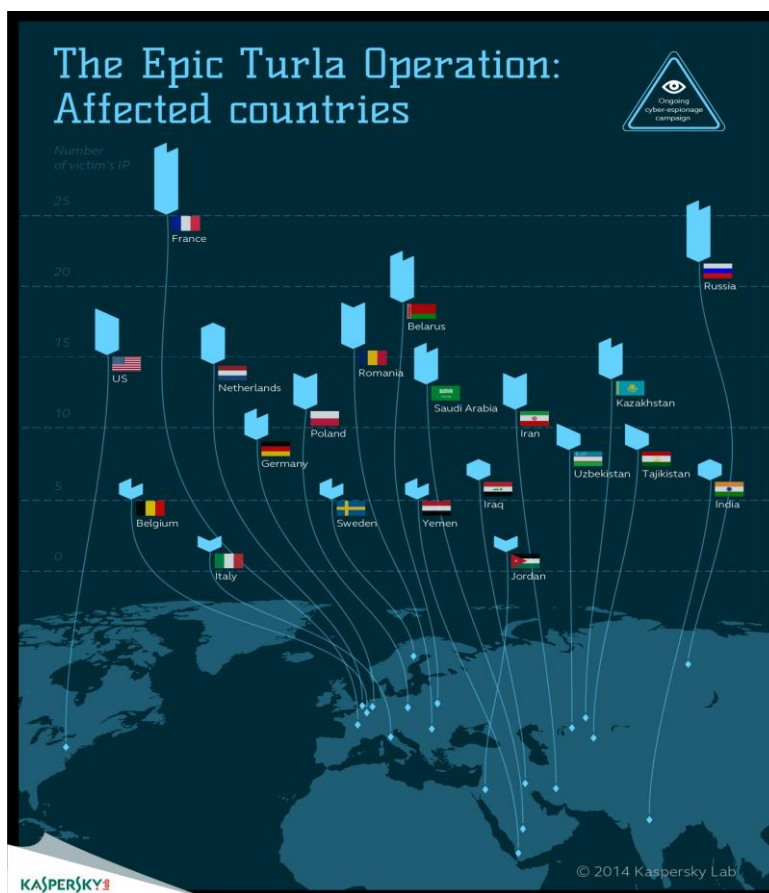 The Epic Turla Operation:
Affected countries
Ongoing
cyber-espionage
campaign
Number
of victim's IP
25
France
20
Russia
Belarus
15
US
Netherlands
Romania
Saudi Arabia
Kazakhstan
10
Poland
Germany
Iran
Uzbekistan
Tajikistan
5
Belgium
Sweden
Yemen
Iraq
India
0
Italy
Jordan
© 2014 Kaspersky Lab
KASPERSKY lab